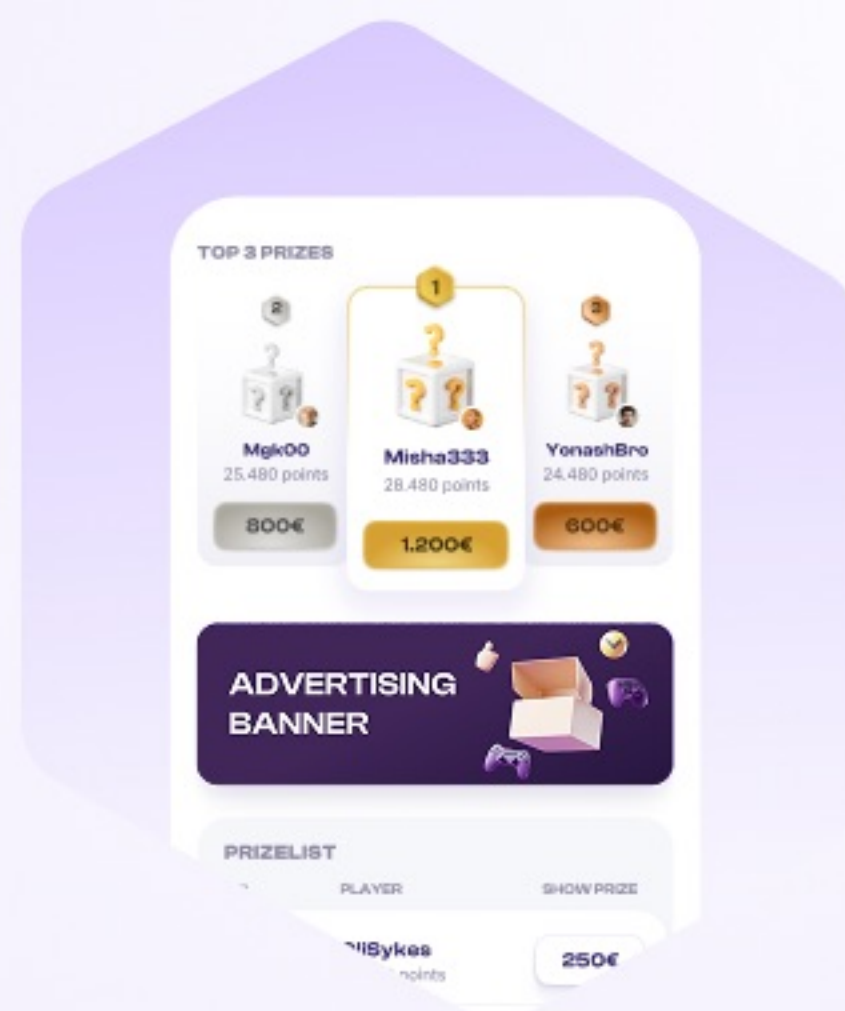 TOP 3 PRIZES
2
1
3
? ? ?
? ? ?
? ? ?
Mgk00
Misha333
YonashBro
25.480 points
28.480 points
24.480 points
800€
1.200€
600€
ADVERTISING
BANNER
PRIZELIST
PLAYER SHOW PRIZE
250€
points